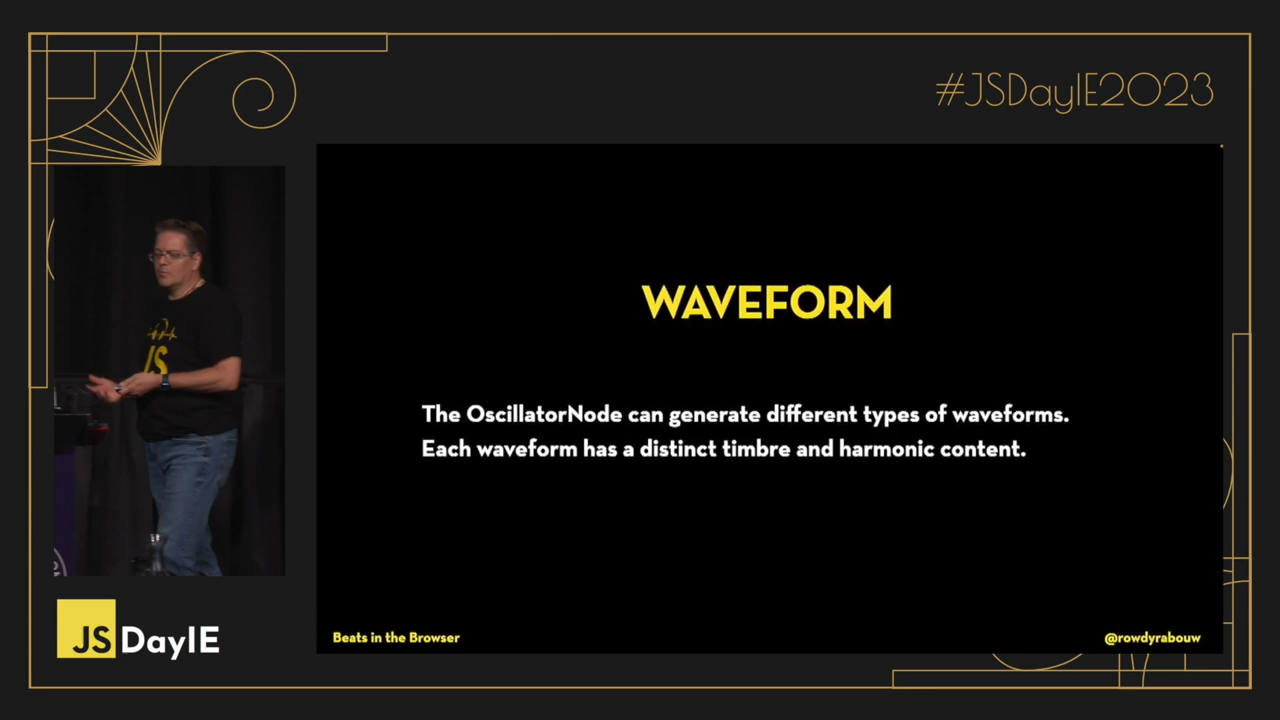 #JSDayIE2023
WAVEFORM
The OscillatorNode can generate different types of waveforms.
Each waveform has a distinct timbre and harmonic content.
JS
Beats in the Browser
@rowdyrabouw
JS DayIE